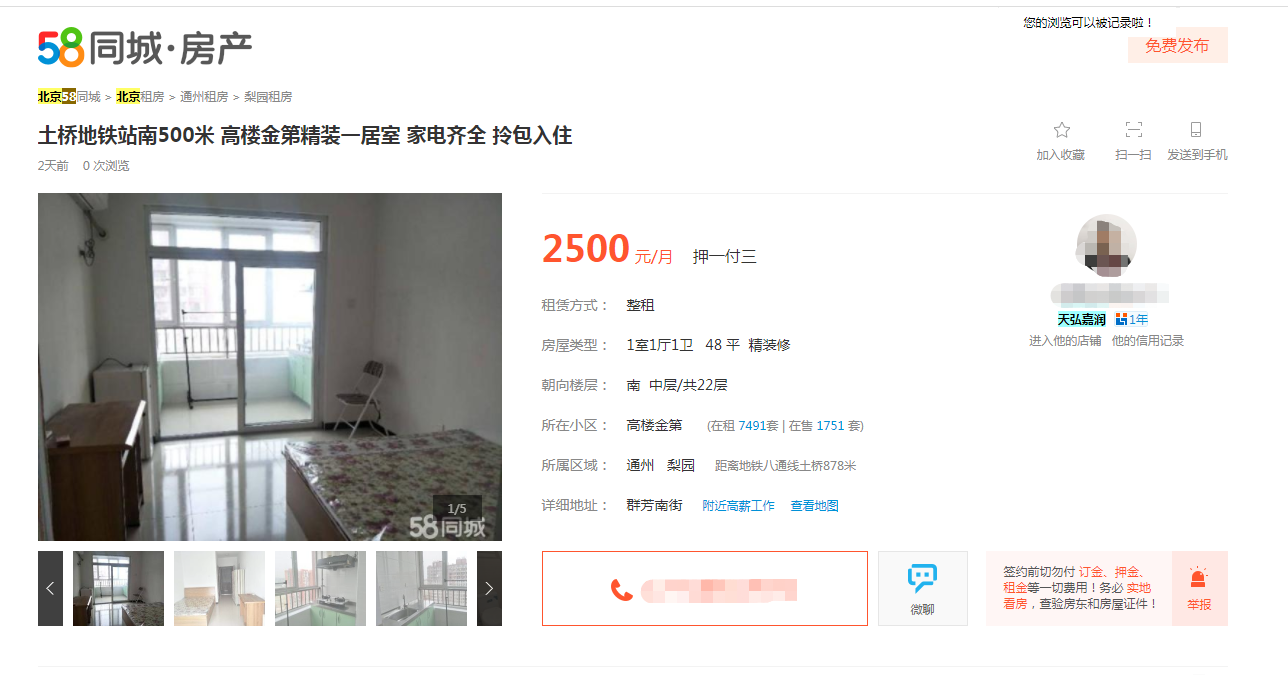 您的浏览可以被记录啦！
58同城·房产
免费发布
北京58同城 > 北京租房 > 通州租房 > 梨园租房
土桥地铁站南500米 高楼金第精装一居室 家电齐全 拎包入住
2天前 0 次浏览
加入收藏 扫一扫 发送到手机
2500 元/月 押一付三
租赁方式： 整租
房屋类型： 1室1厅1卫 48 平 精装修
朝向楼层： 南 中层/共22层
所在小区： 高楼金第 (在租 7491套 | 在售 1751 套)
所属区域： 通州 梨园 距离地铁八通线土桥878米
详细地址： 群芳南街 附近高薪工作 查看地图
天弘嘉润 1年
进入他的店铺 他的信用记录
1/5
58同城
微聊
签约前切勿付 订金、押金、
租金等一切费用！务必 实地
看房，查验房东和房屋证件！
举报